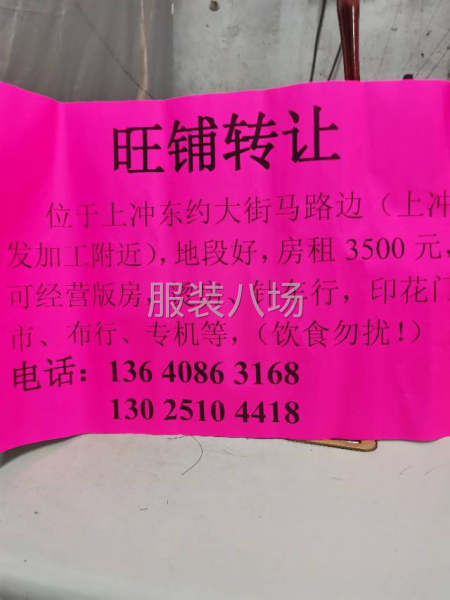 旺铺转让
位于上冲东约大街马路边（上冲
发加工附近），地段好，房租 3500 元，
可经营版房，
行，印花门
市、布行、专机等，（饮食勿扰！）
电话：136 4086 3168
130 2510 4418
服装八场